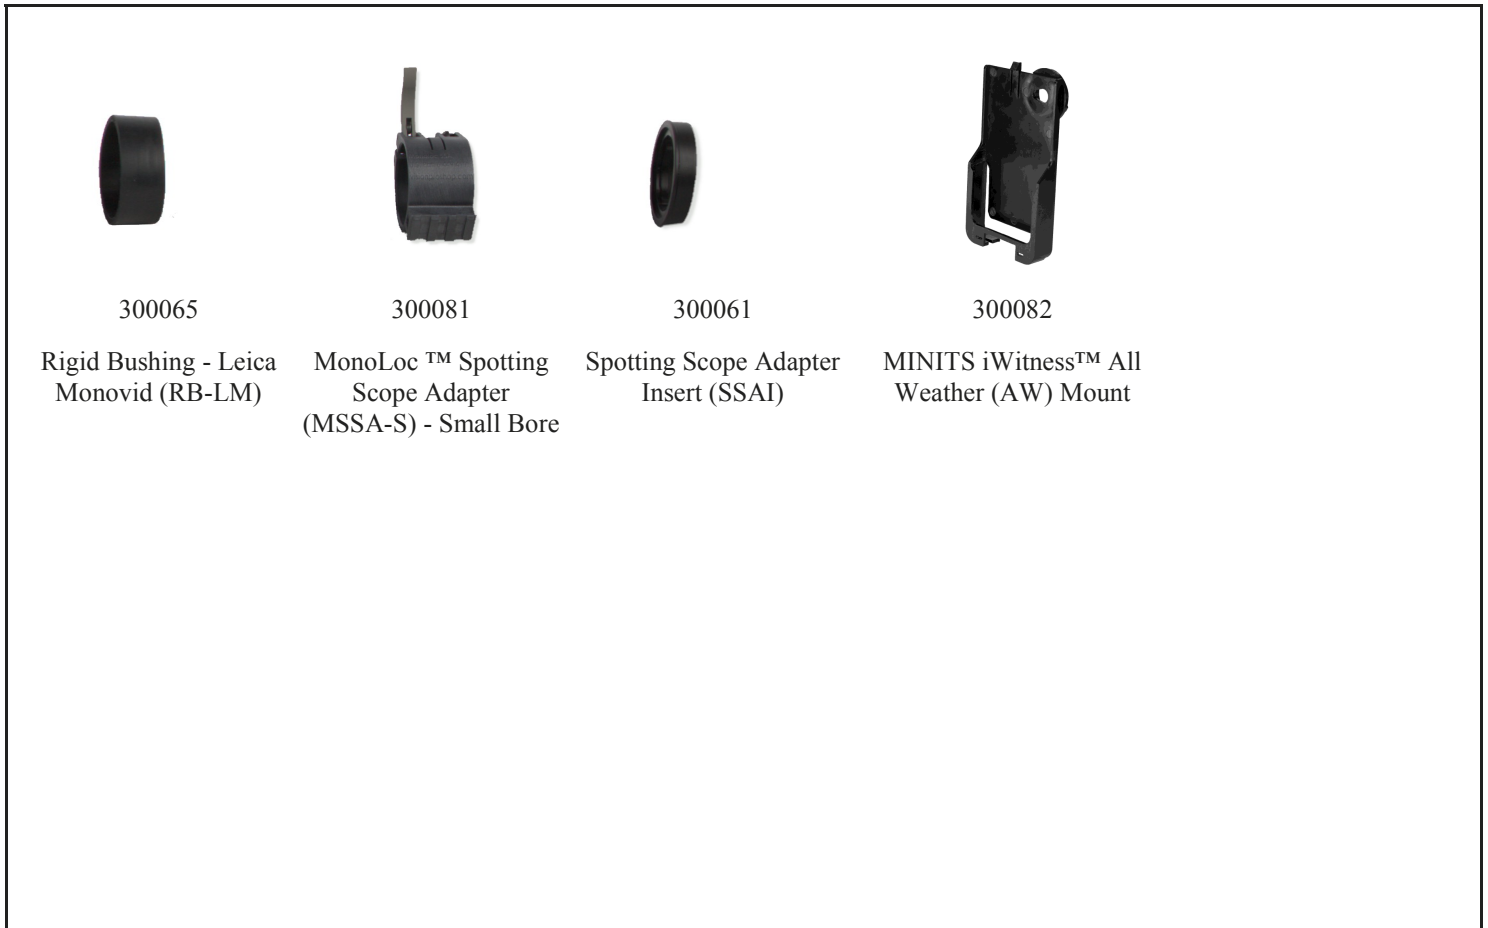 300065
Rigid Bushing - Leica
Monovid (RB-LM)
300081
MonoLoc ™ Spotting
Scope Adapter
(MSSA-S) - Small Bore
300061
Spotting Scope Adapter
Insert (SSAI)
300082
MINITS iWitness™ All
Weather (AW) Mount